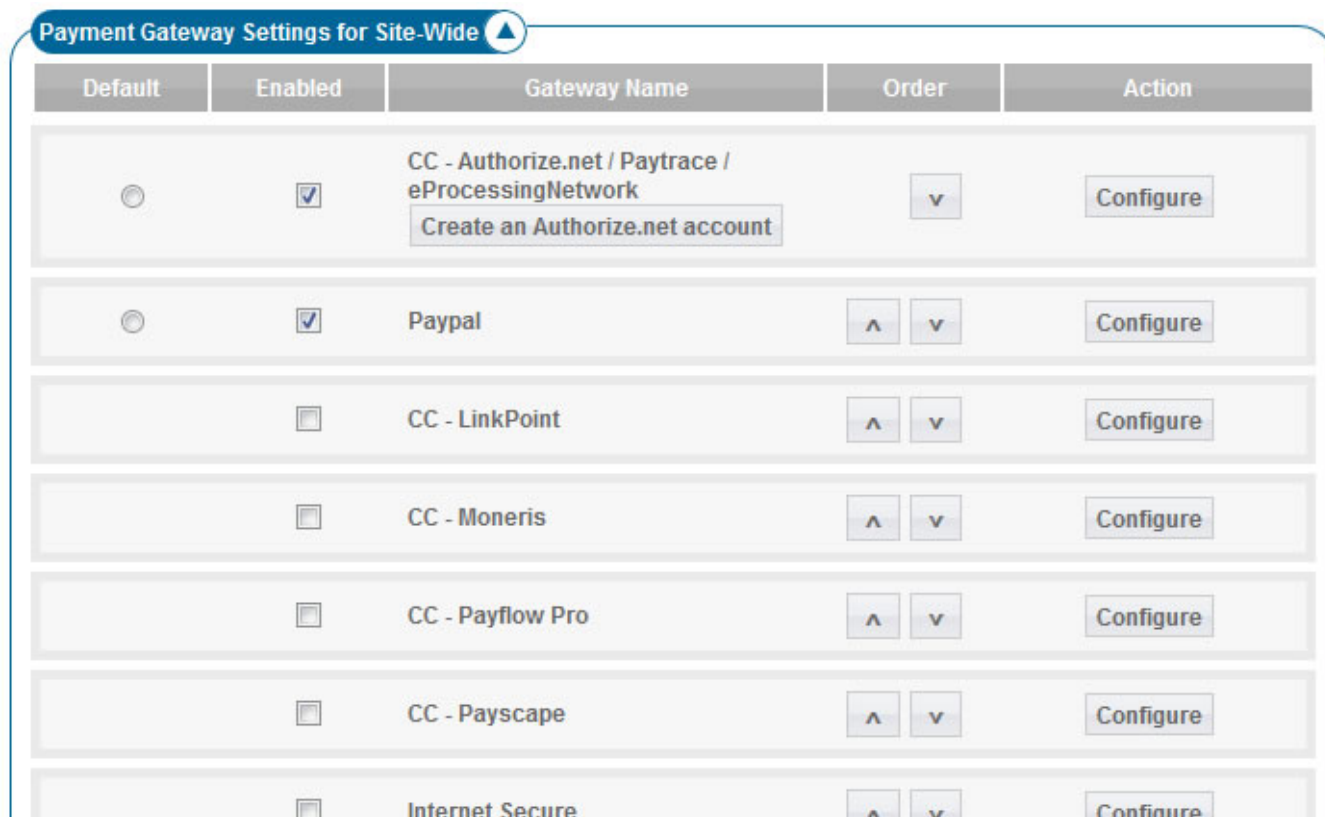 Payment Gateway Settings for Site-Wide
Default Enabled Gateway Name Order Action
CC - Authorize.net / Paytrace /
eProcessingNetwork
Create an Authorize.net account
v
Configure
Paypal ʌ v Configure
CC - LinkPoint ʌ v Configure
CC - Moneris ʌ v Configure
CC - Payflow Pro ʌ v Configure
CC - Payscape ʌ v Configure
Internet Secure ʌ v Configure